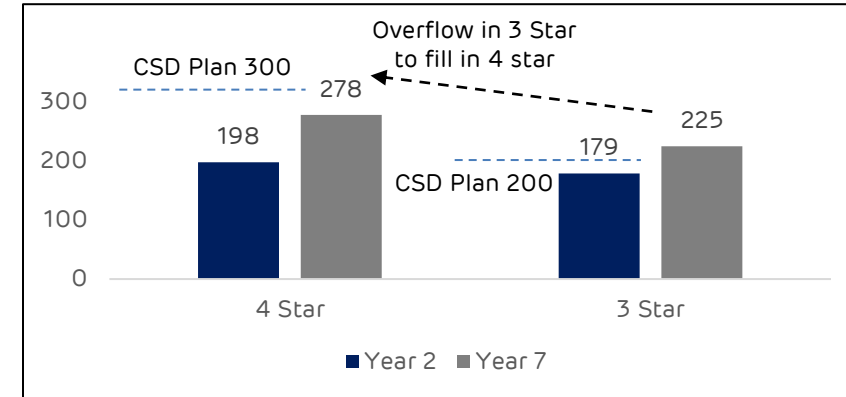 Overflow in 3 Star
to fill in 4 star
CSD Plan 300
278
300
225
198
179
200
CSD Plan 200
100
0
4 Star
3 Star
Year 2
Year 7